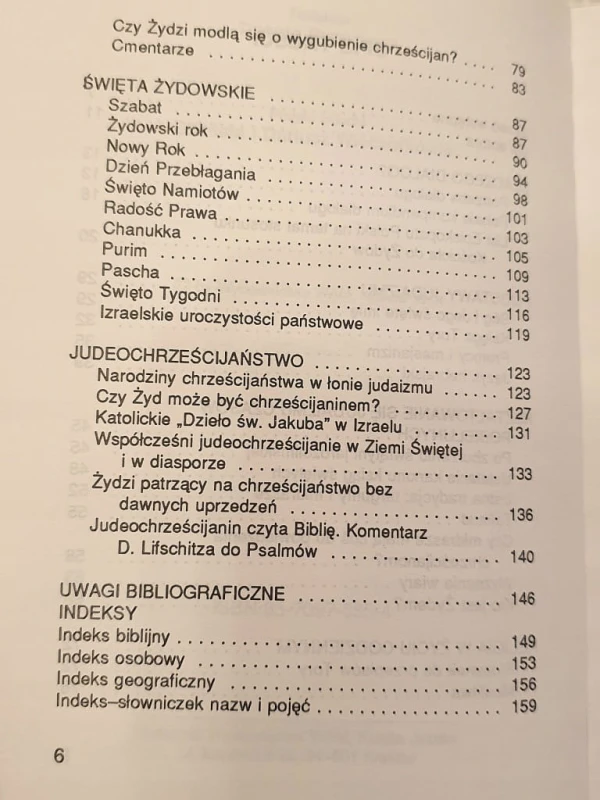 Czy Żydzi modlą się o wygubienie chrześcijan? .... 79
Cmentarze .............................. 83
ŚWIĘTA ŻYDOWSKIE ........................ 87
Szabat .............................. 87
Żydowski rok ........................... 90
Nowy Rok ............................. 94
Dzień Przebłagania ........................ 98
Święto Namiotów ......................... 101
Radość Prawa ........................... 103
Chanukka ............................. 105
Purim ............................... 109
Pascha ............................... 113
Święto Tygodni .......................... 116
Izraelskie uroczystości państwowe ............ 119
JUDEOCHRZEŚCIJAŃSTWO .................. 123
Narodziny chrześcijaństwa w łonie judaizmu ...... 123
Czy Żyd może być chrześcijaninem? ........... 127
Katolickie „Dzieło św. Jakuba” w Izraelu ......... 131
Współcześni judeochrześcijanie w Ziemi Świętej
i w diasporze ........................ 133
Żydzi patrzący na chrześcijaństwo bez
dawnych uprzedzeń ................... 136
Judeochrześcijanin czyta Biblię. Komentarz
D. Lifschitza do Psalmów ............... 140
UWAGI BIBLIOGRAFICZNE ................... 146
INDEKSY
Indeks biblijny ............................ 149
Indeks osobowy .......................... 153
Indeks geograficzny ....................... 156
Indeks–słowniczek nazw i pojęć ............... 159
6